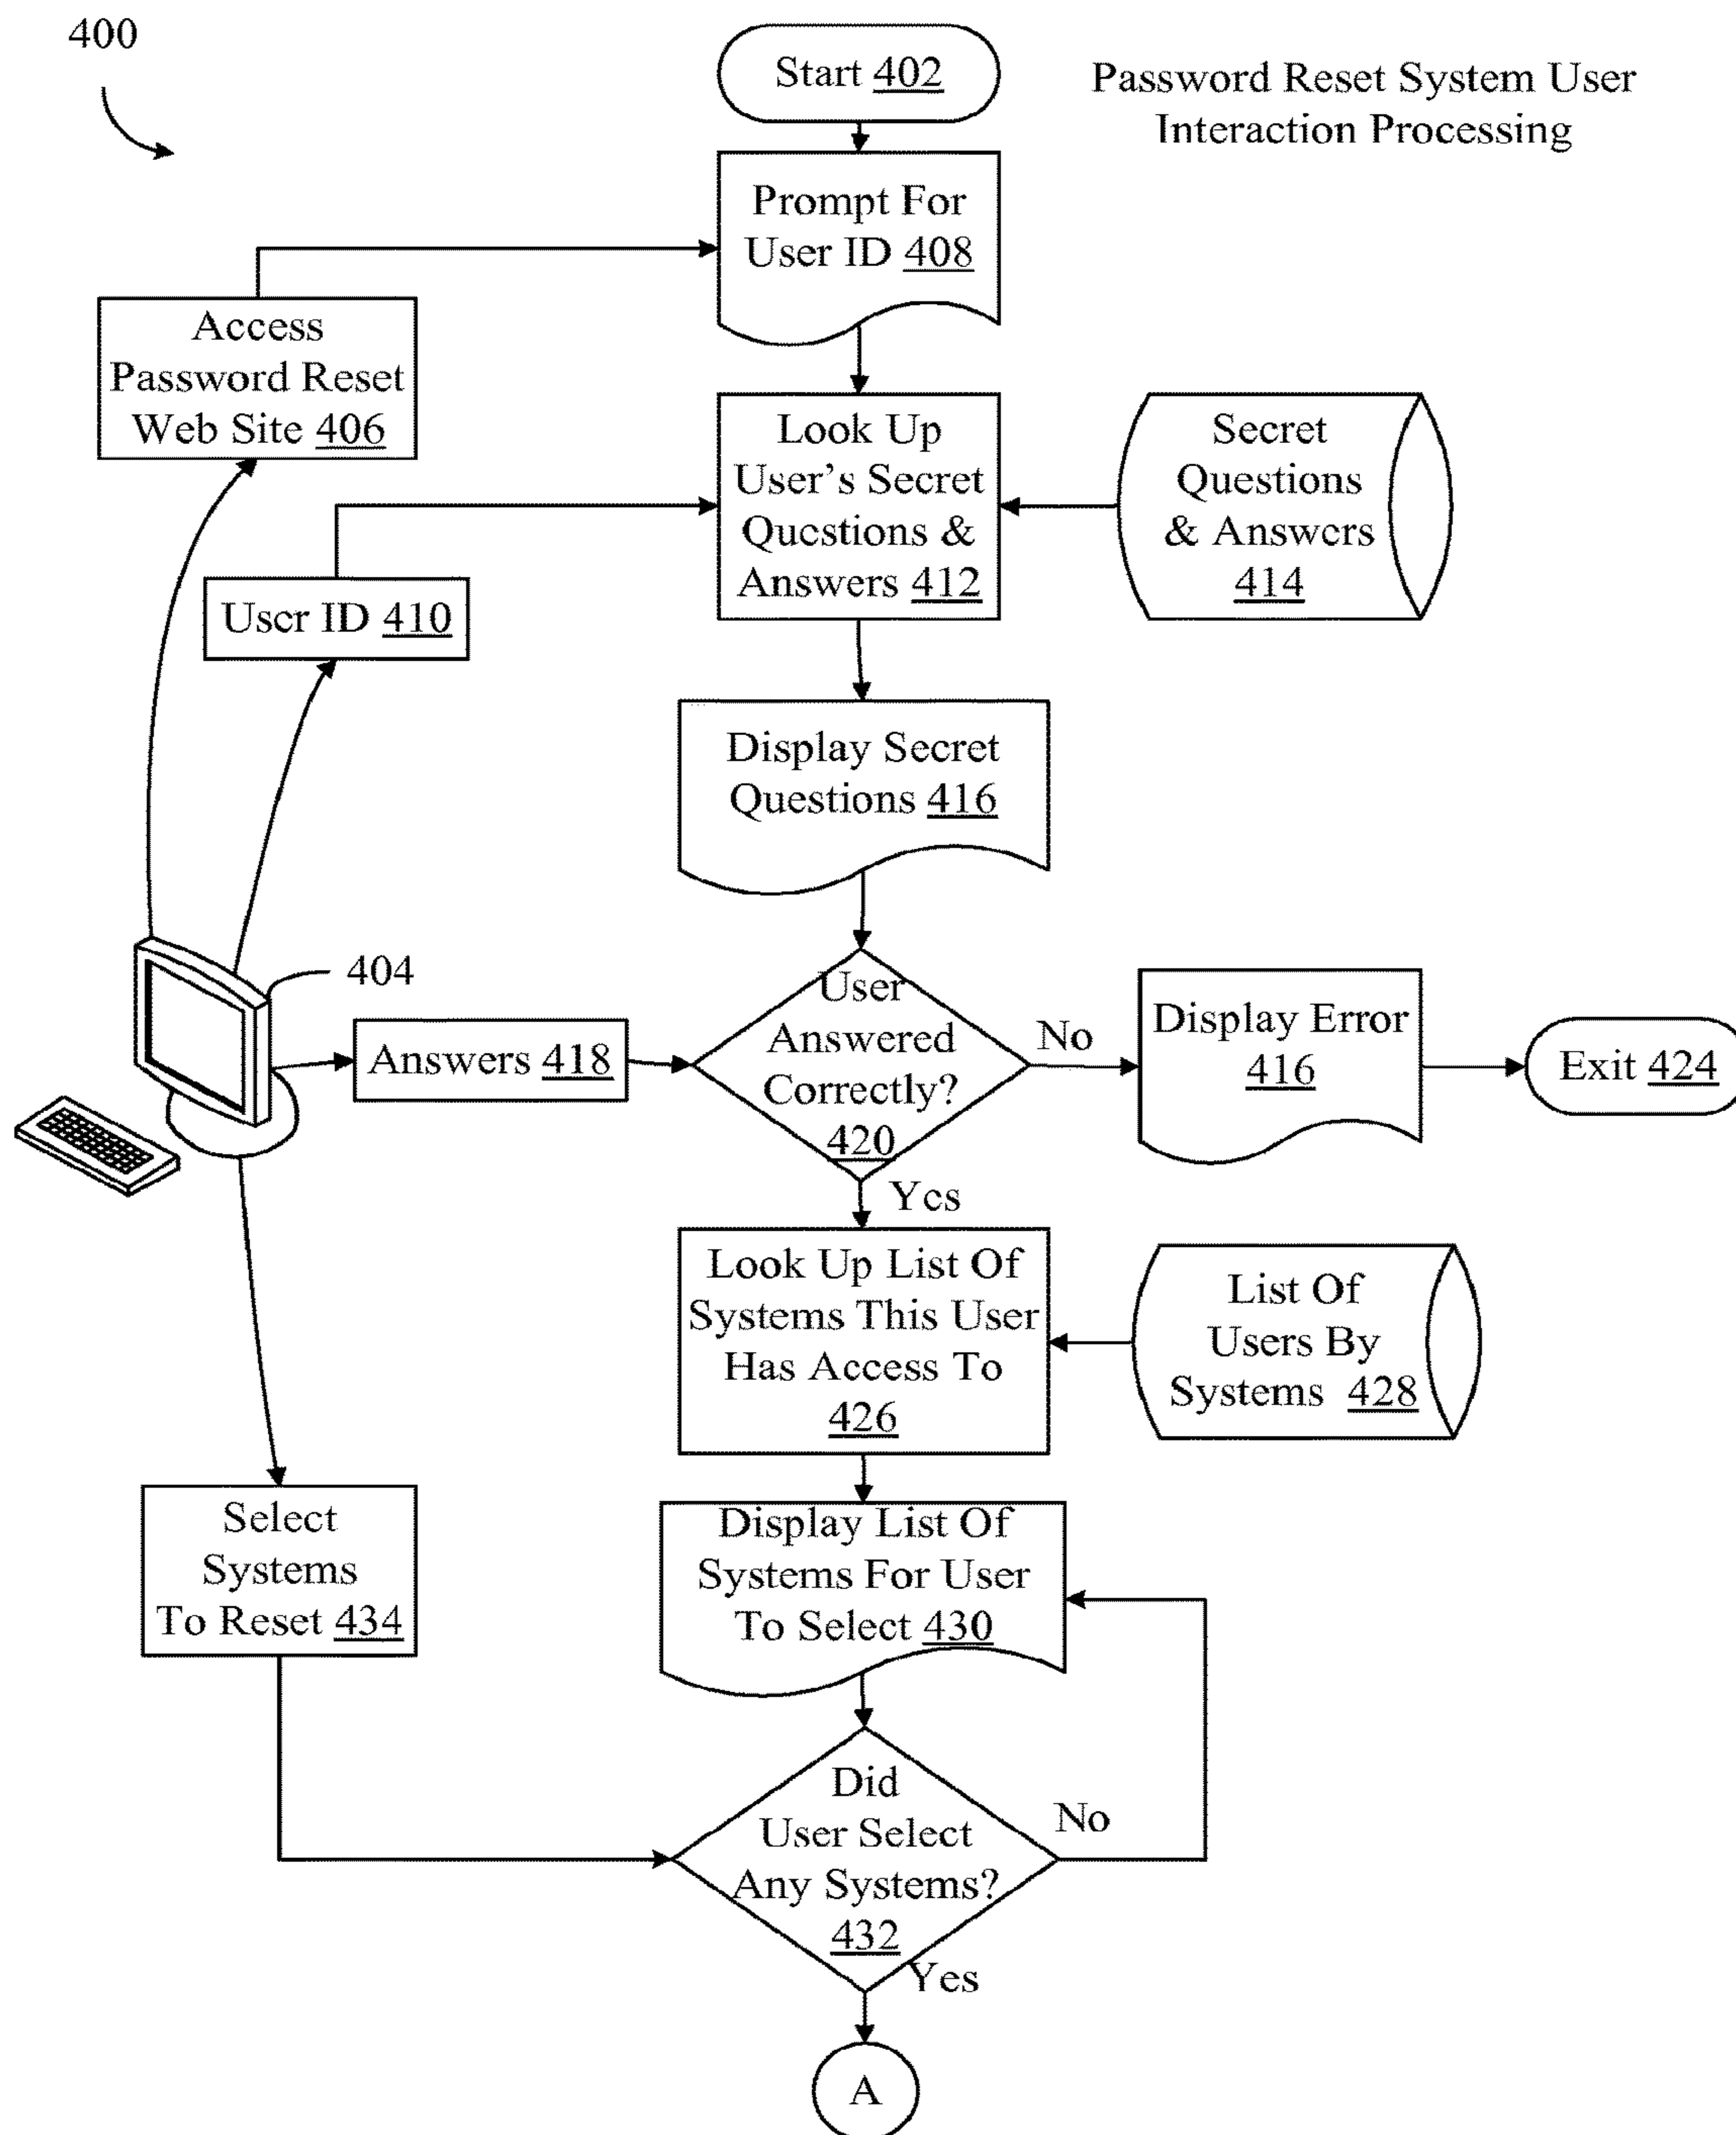 400
Start 402
Password Reset System User
Interaction Processing
Prompt For
User ID 408
Access
Password Reset
Web Site 406
Look Up
User's Secret
Questions &
Answers 412
Secret
Questions
& Answers
414
User ID 410
Display Secret
Questions 416
404
Answers 418
User
Answered
Correctly?
420
No
Display Error
416
Exit 424
Yes
Look Up List Of
Systems This User
Has Access To
426
List Of
Users By
Systems 428
Select
Systems
To Reset 434
Display List Of
Systems For User
To Select 430
Did
User Select
Any Systems?
432
No
Yes
A